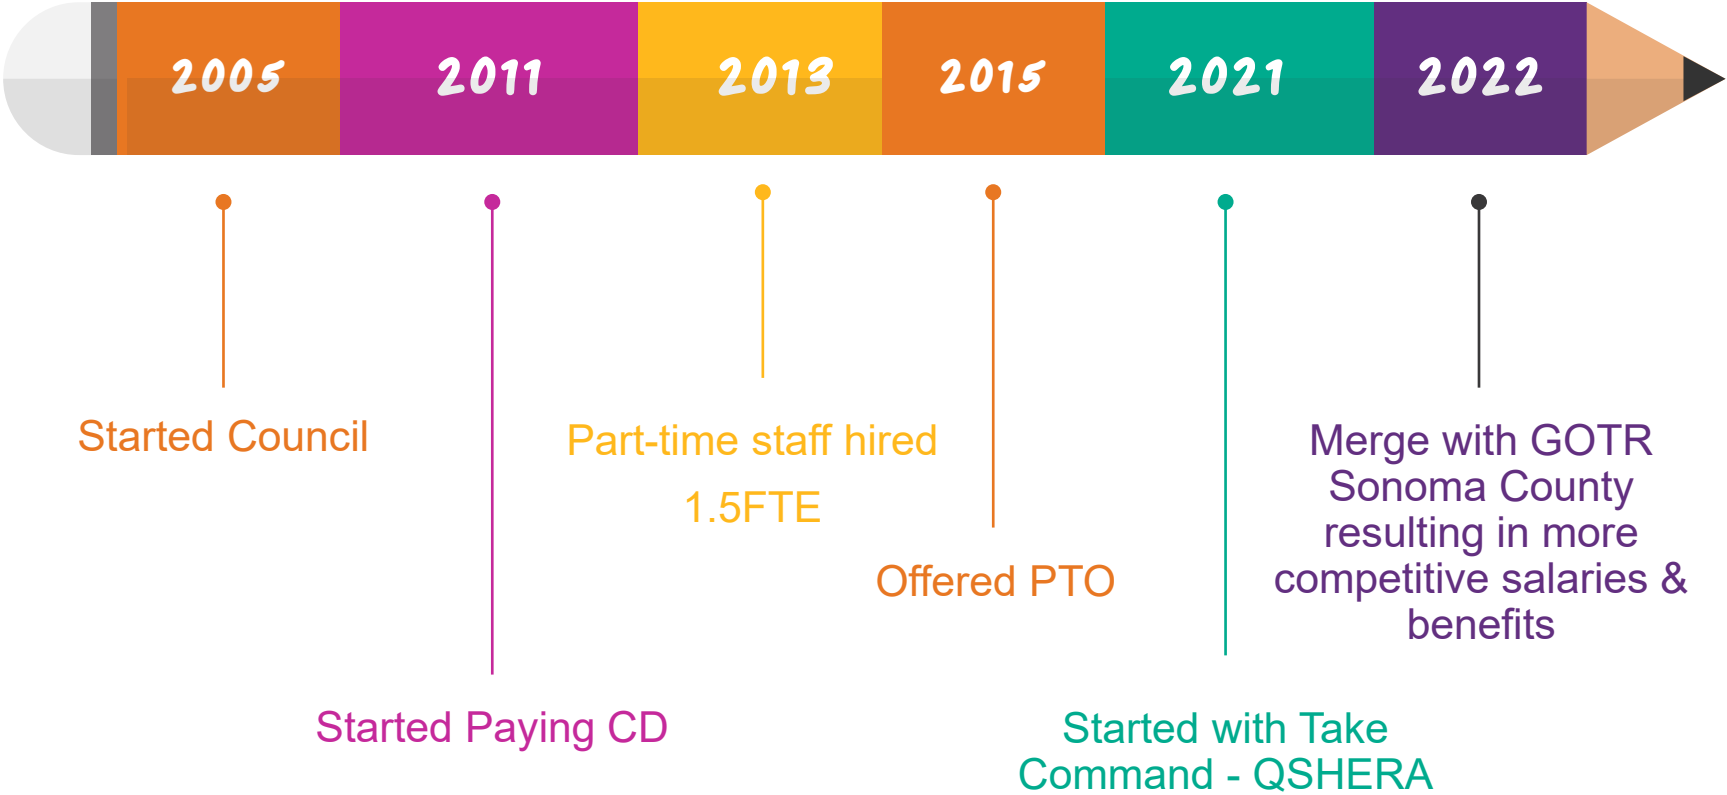 2005
2011
2013
2015
2021
2022
Started Council
Started Paying CD
Part-time staff hired
1.5FTE
Offered PTO
Started with Take
Command - QSHERA
Merge with GOTR
Sonoma County
resulting in more
competitive salaries &
benefits